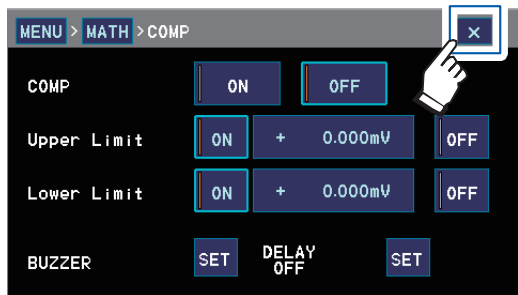 MENU > MATH > COMP ×
COMP ON OFF
Upper Limit ON + 0.000mV OFF
Lower Limit ON + 0.000mV OFF
BUZZER SET DELAY OFF SET